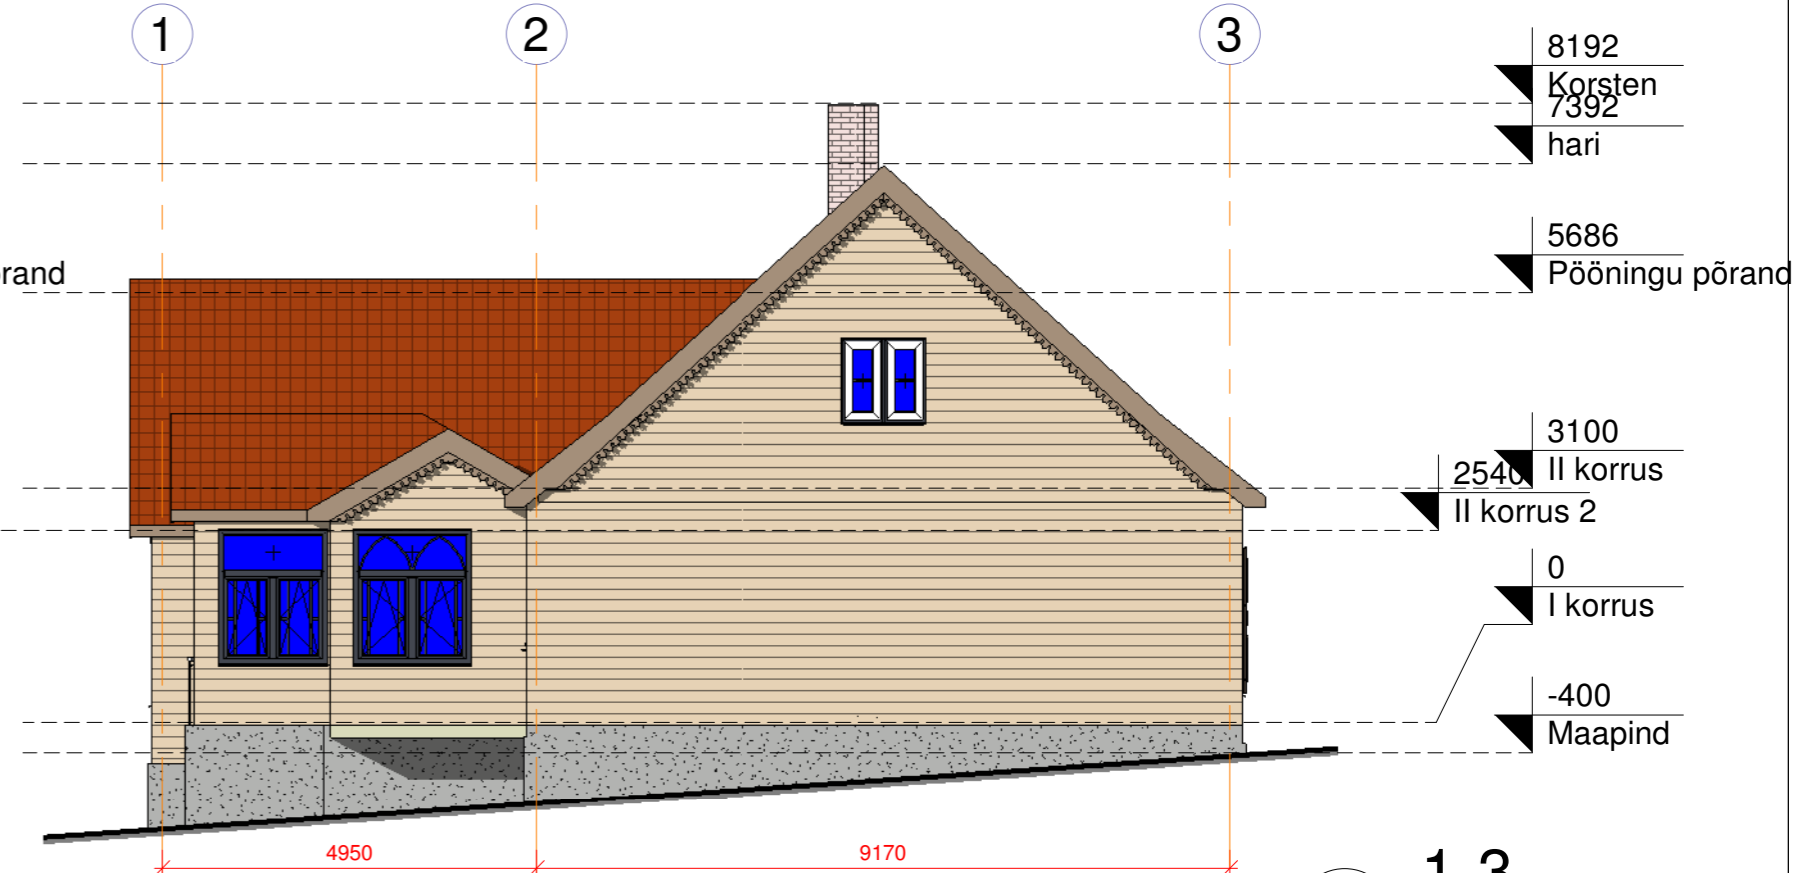 1 2 3
8192
Korsten
7392
hari
5686
Pööningu põrand
3100
II korrus
2540
II korrus 2
0
I korrus
-400
Maapind
4950 9170